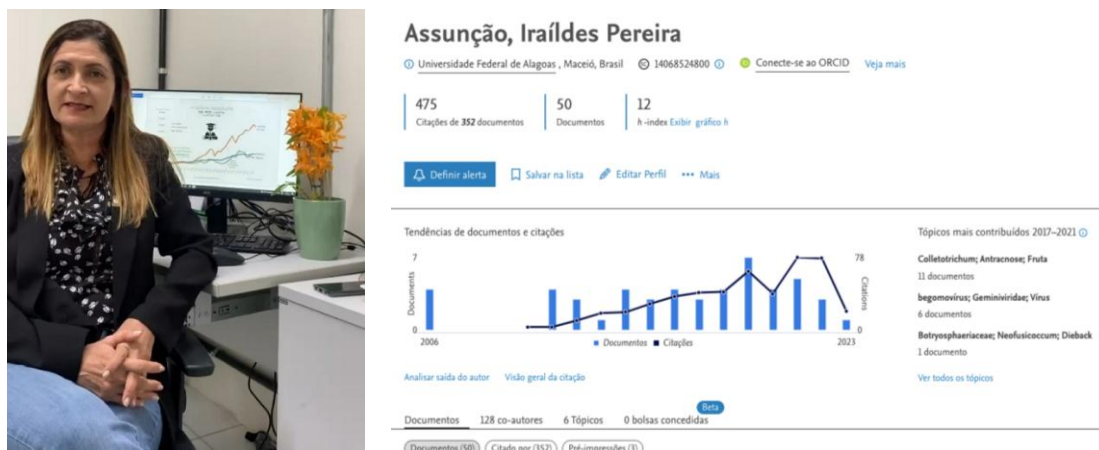 Assunção, Iraíldes Pereira
Universidade Federal de Alagoas , Maceió, Brasil 14068524800 Conecte-se ao ORCID Veja mais
475 50 12
Citações de 352 documentos Documentos h -index Exibir gráfico h
Definir alerta Salvar na lista Editar Perfil ••• Mais
Tendências de documentos e citações
7
78
Documents
Citations
0
0
2006
2023
Documentos Citações
Analisar saída do autor Visão geral da citação
Tópicos mais contribuídos 2017–2021
Colletotrichum; Antracnose; Fruta
11 documentos
begomovírus; Geminiviridae; Vírus
6 documentos
Botryosphaeriaceae; Neofusicoccum; Dieback
1 documento
Ver todos os tópicos
Beta
Documentos 128 co-autores 6 Tópicos 0 bolsas concedidas
Documentos (50) Citado por (352) Pré-impressões (3)